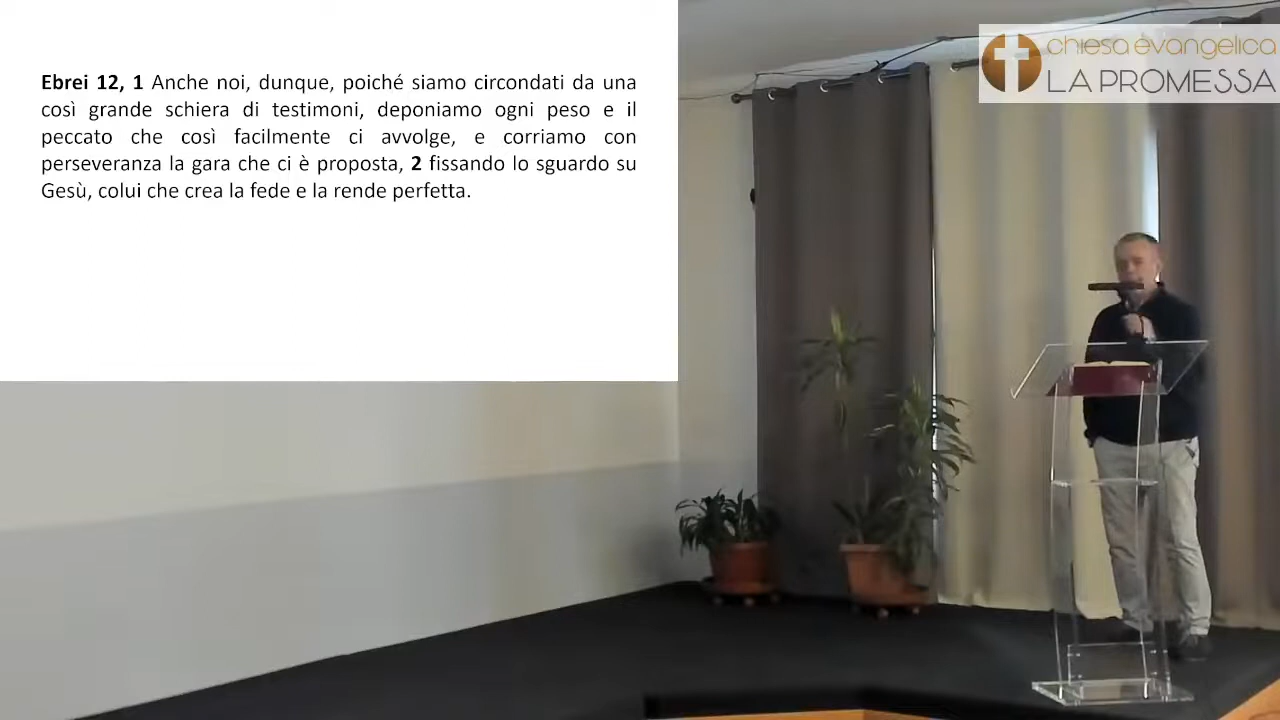 Ebrei 12, 1 Anche noi, dunque, poiché siamo circondati da una
così grande schiera di testimoni, deponiamo ogni peso e il
peccato che così facilmente ci avvolge, e corriamo con
perseveranza la gara che ci è proposta, 2 fissando lo sguardo su
Gesù, colui che crea la fede e la rende perfetta.
chiesa èvangelica
LA PROMESSA